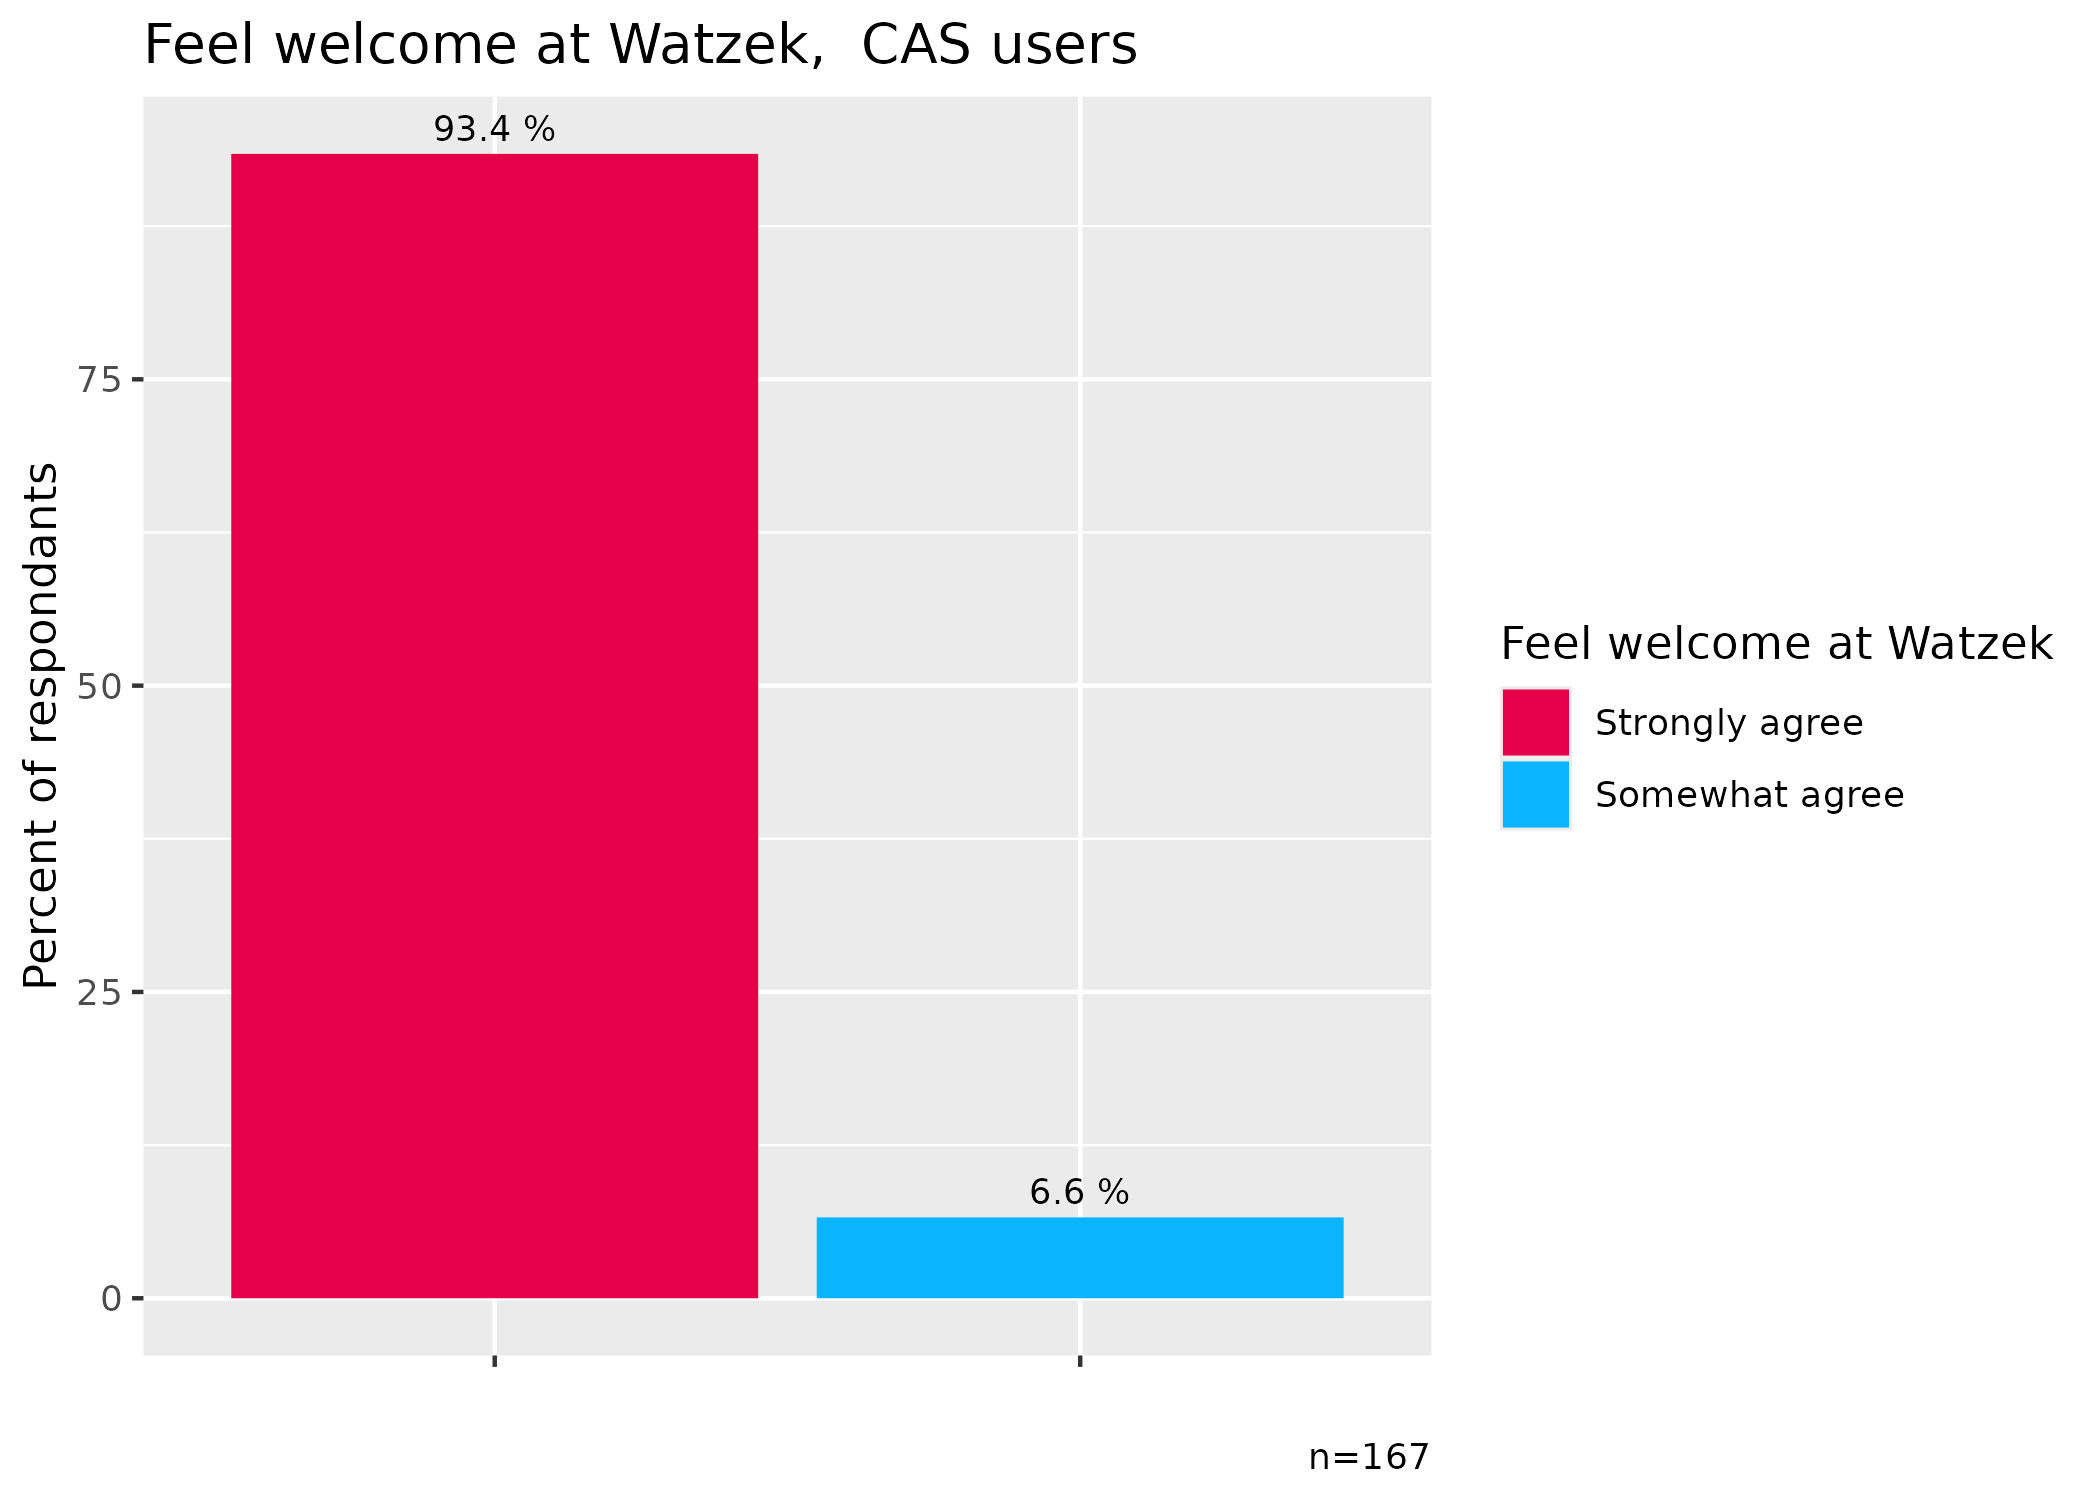 Feel welcome at Watzek,  CAS users
93.4 %
75
50
25
0
6.6 %
Percent of respondants
Feel welcome at Watzek
Strongly agree
Somewhat agree
n=167